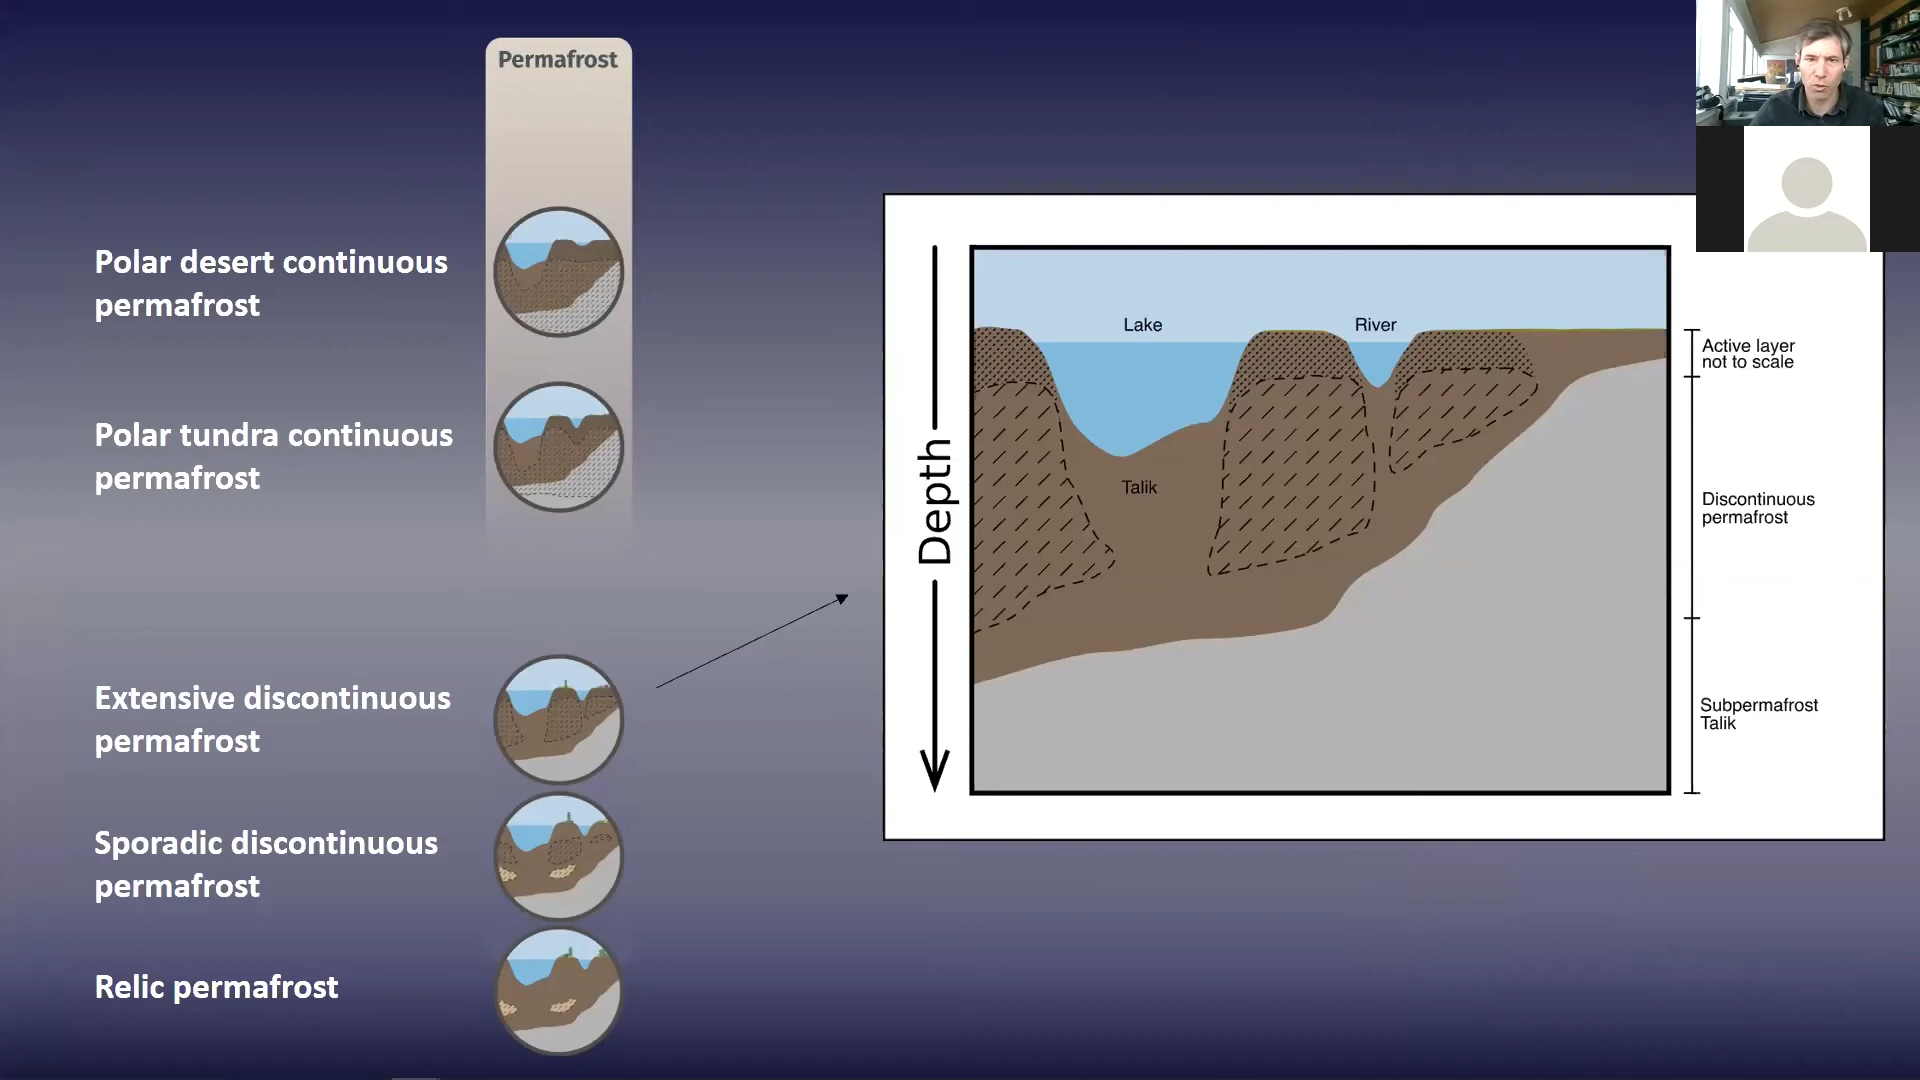 Permafrost
Polar desert continuous
permafrost
Polar tundra continuous
permafrost
Extensive discontinuous
permafrost
Sporadic discontinuous
permafrost
Relic permafrost
Depth
Lake
River
Talik
Active layer
not to scale
Discontinuous
permafrost
Subpermafrost
Talik